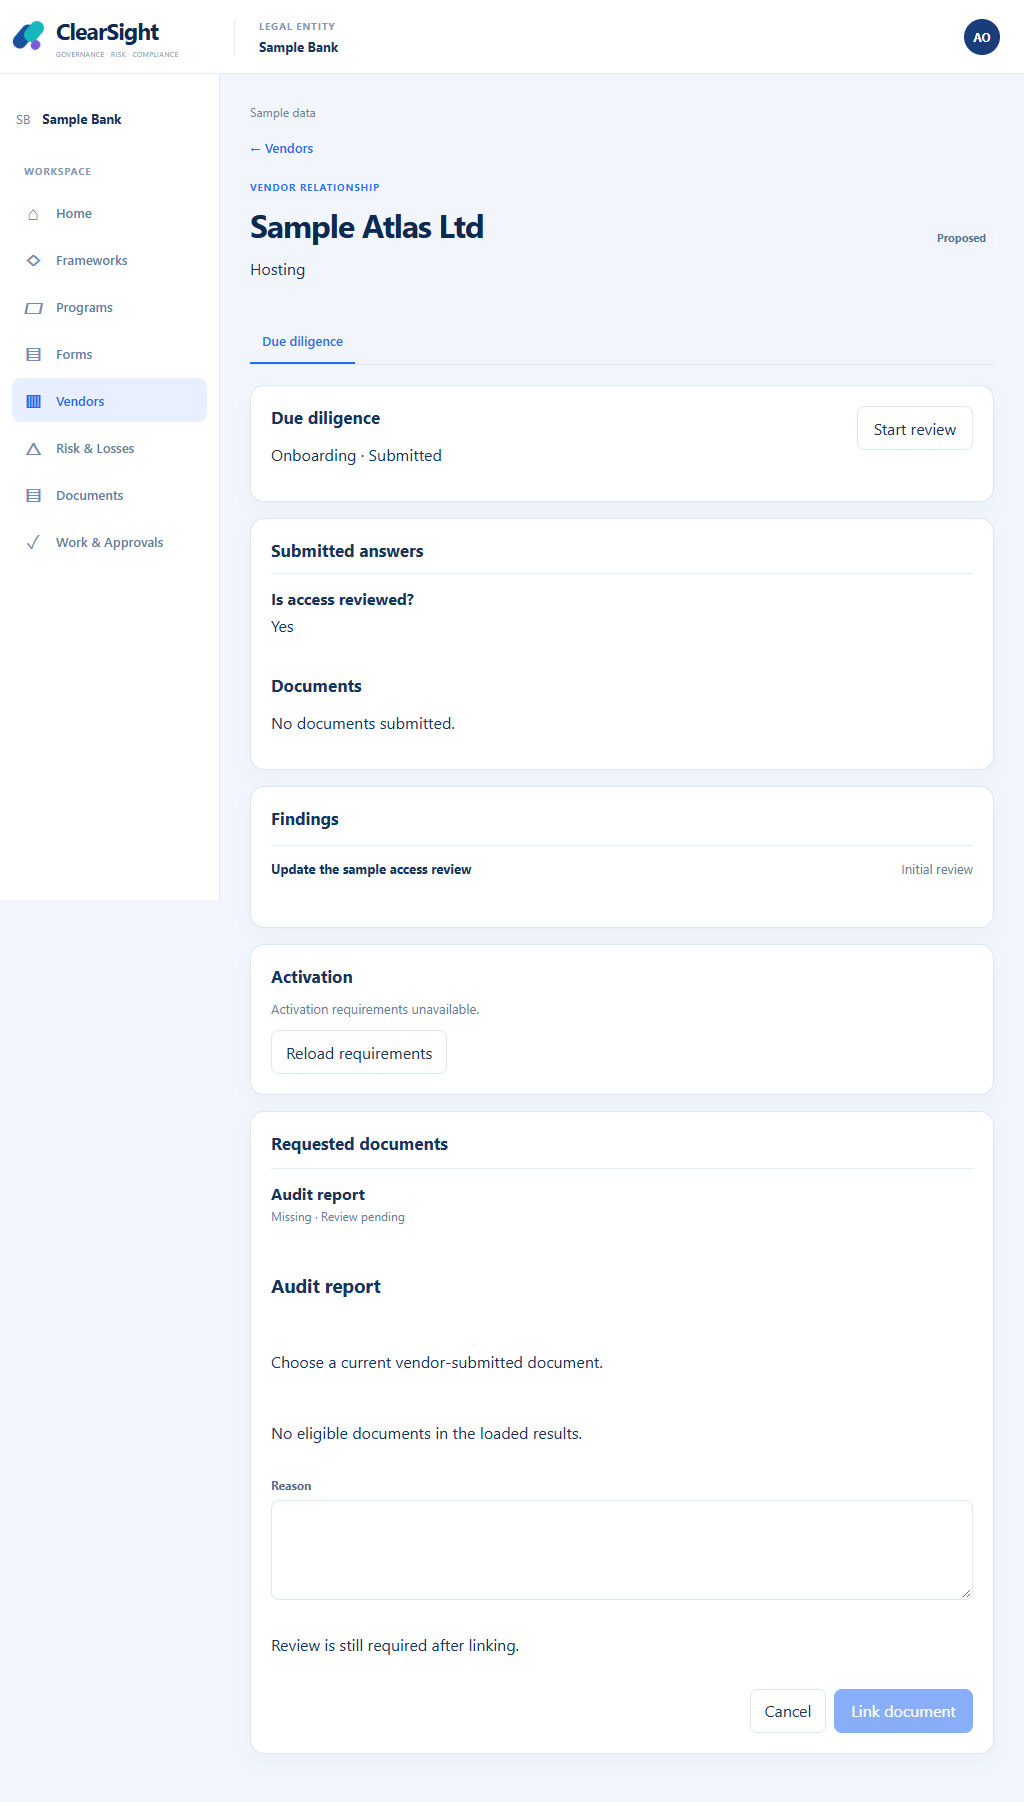 ClearSight
GOVERNANCE · RISK · COMPLIANCE
LEGAL ENTITY
Sample Bank
AO
SB Sample Bank
WORKSPACE
Home
Frameworks
Programs
Forms
Vendors
Risk & Losses
Documents
Work & Approvals
Sample data
← Vendors
VENDOR RELATIONSHIP
Sample Atlas Ltd
Proposed
Hosting
Due diligence
Due diligence
Start review
Onboarding · Submitted
Submitted answers
Is access reviewed?
Yes
Documents
No documents submitted.
Findings
Update the sample access review
Initial review
Activation
Activation requirements unavailable.
Reload requirements
Requested documents
Audit report
Missing · Review pending
Audit report
Choose a current vendor-submitted document.
No eligible documents in the loaded results.
Reason
Review is still required after linking.
Cancel
Link document